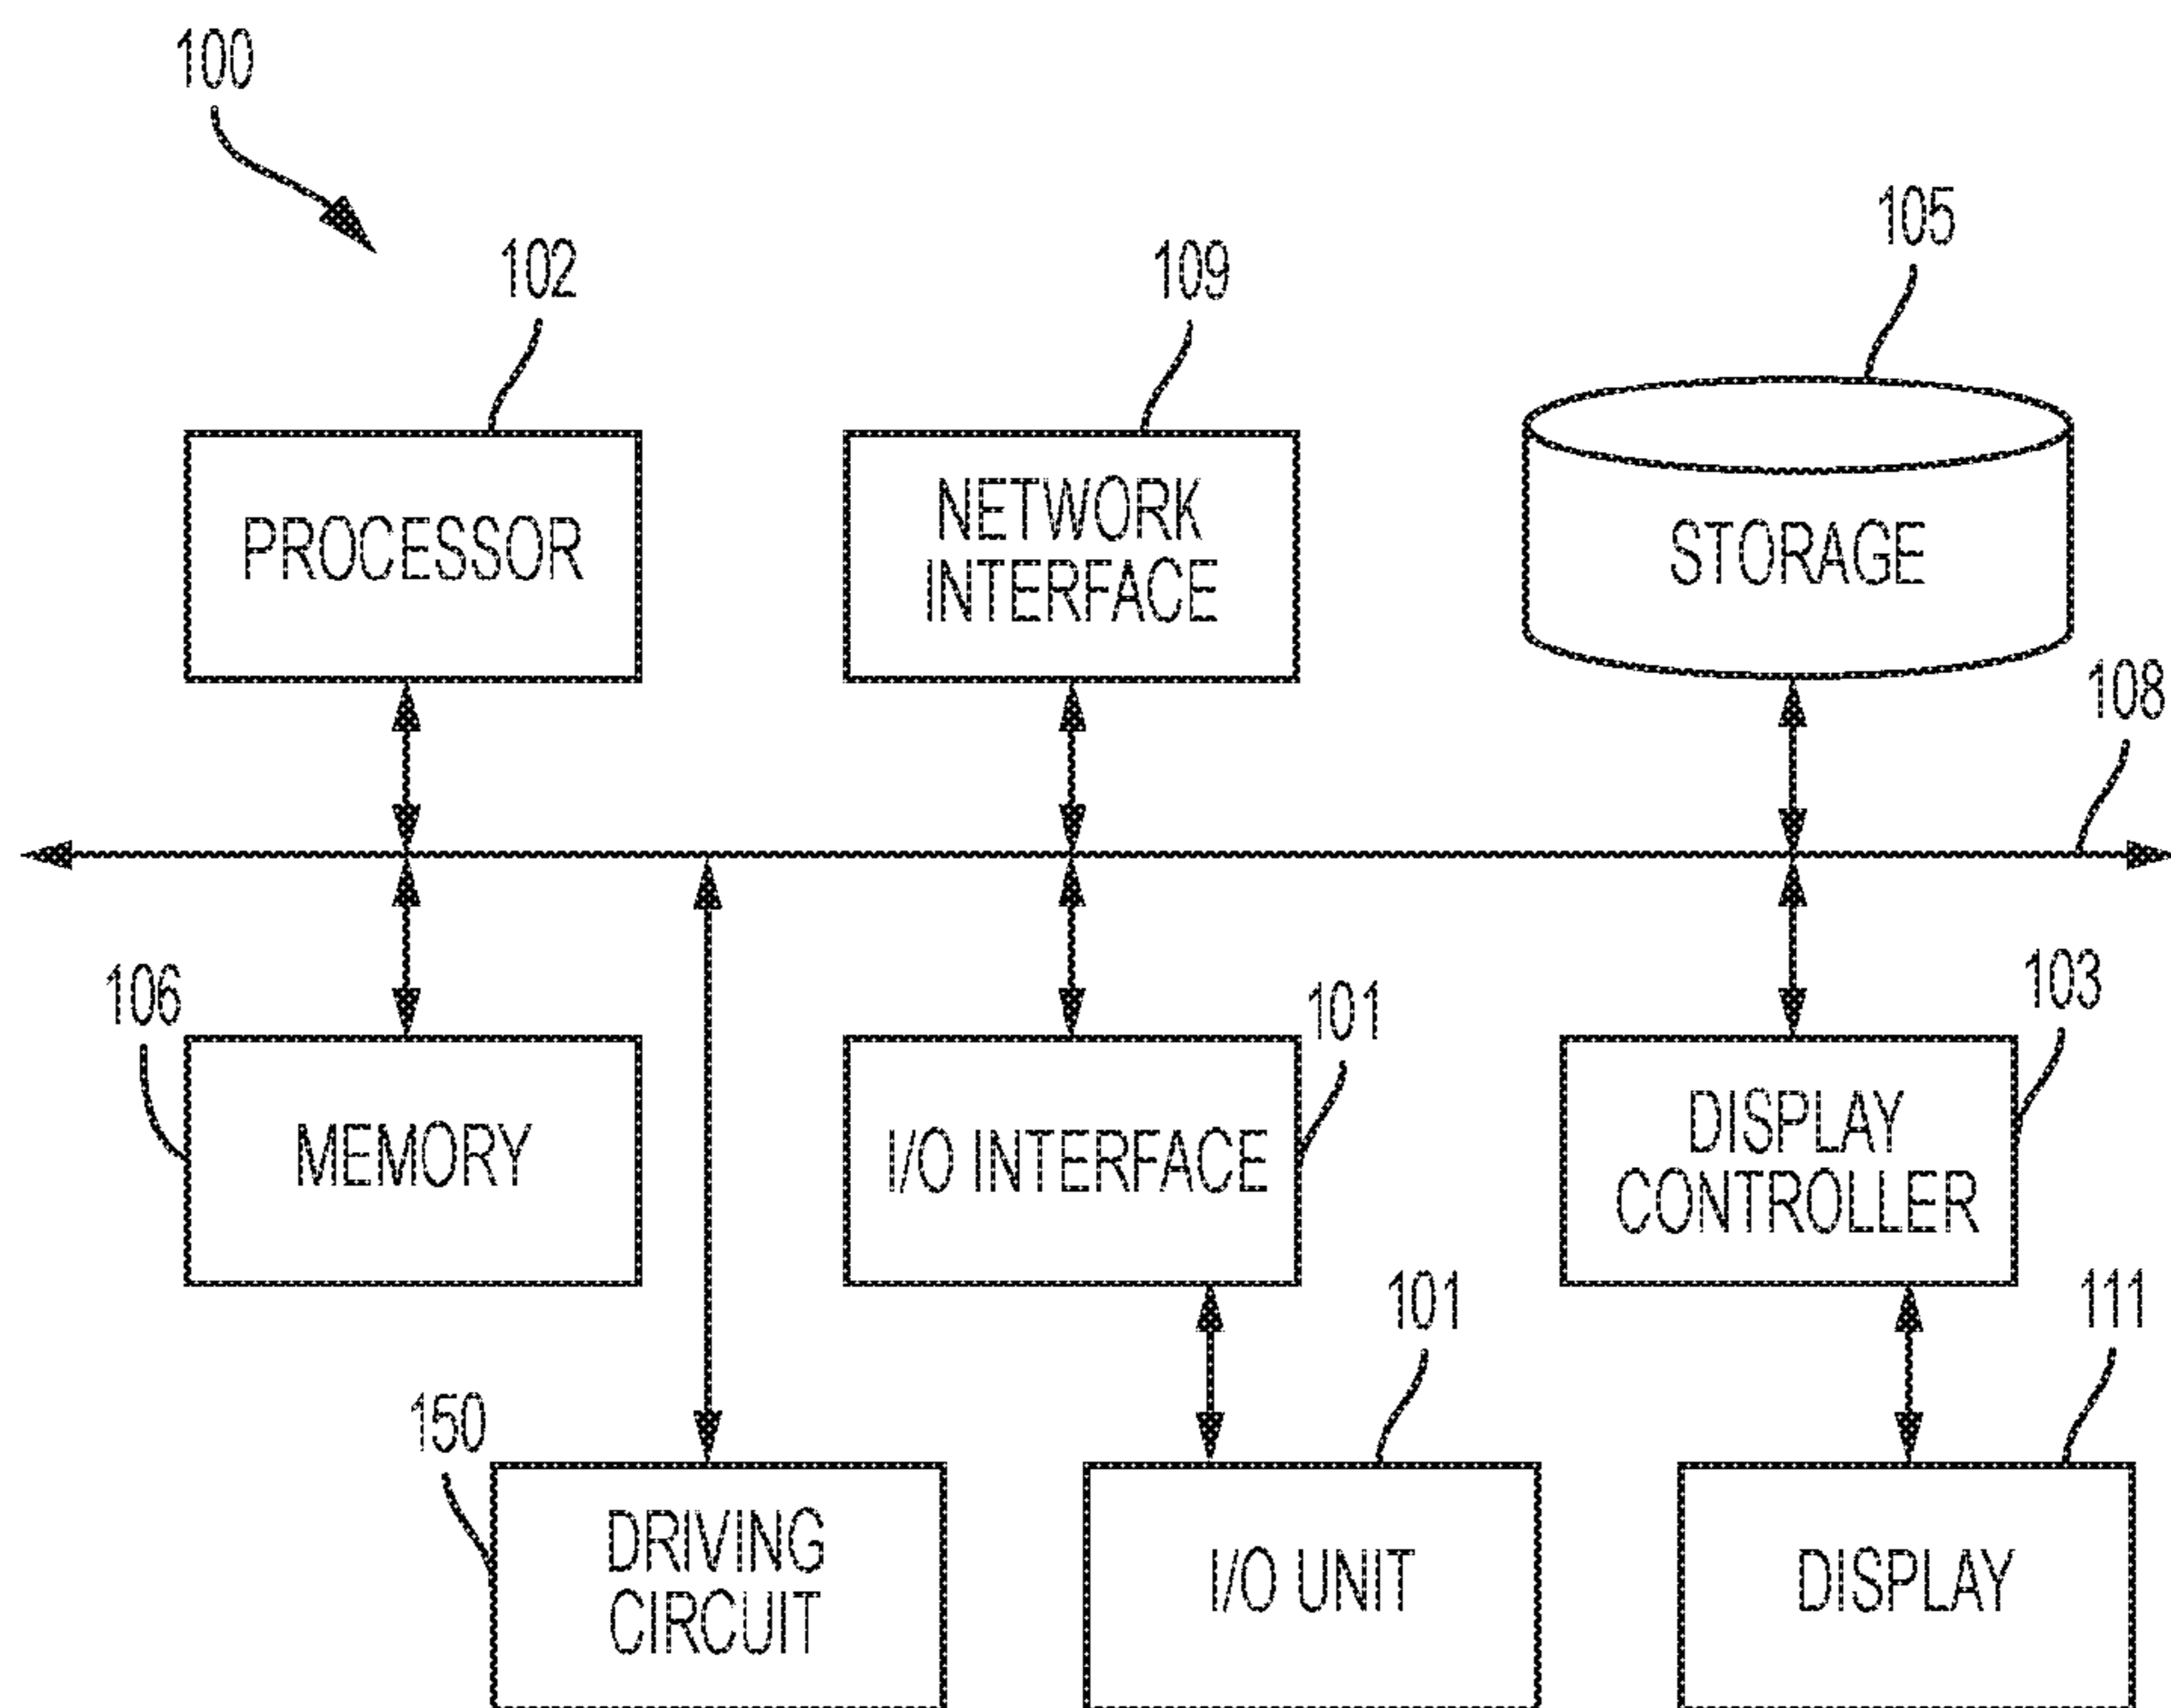 100
102
109
105
PROCESSOR
NETWORK
INTERFACE
STORAGE
108
106
101
103
MEMORY
I/O INTERFACE
DISPLAY
CONTROLLER
150
101
111
DRIVING
CIRCUIT
I/O UNIT
DISPLAY